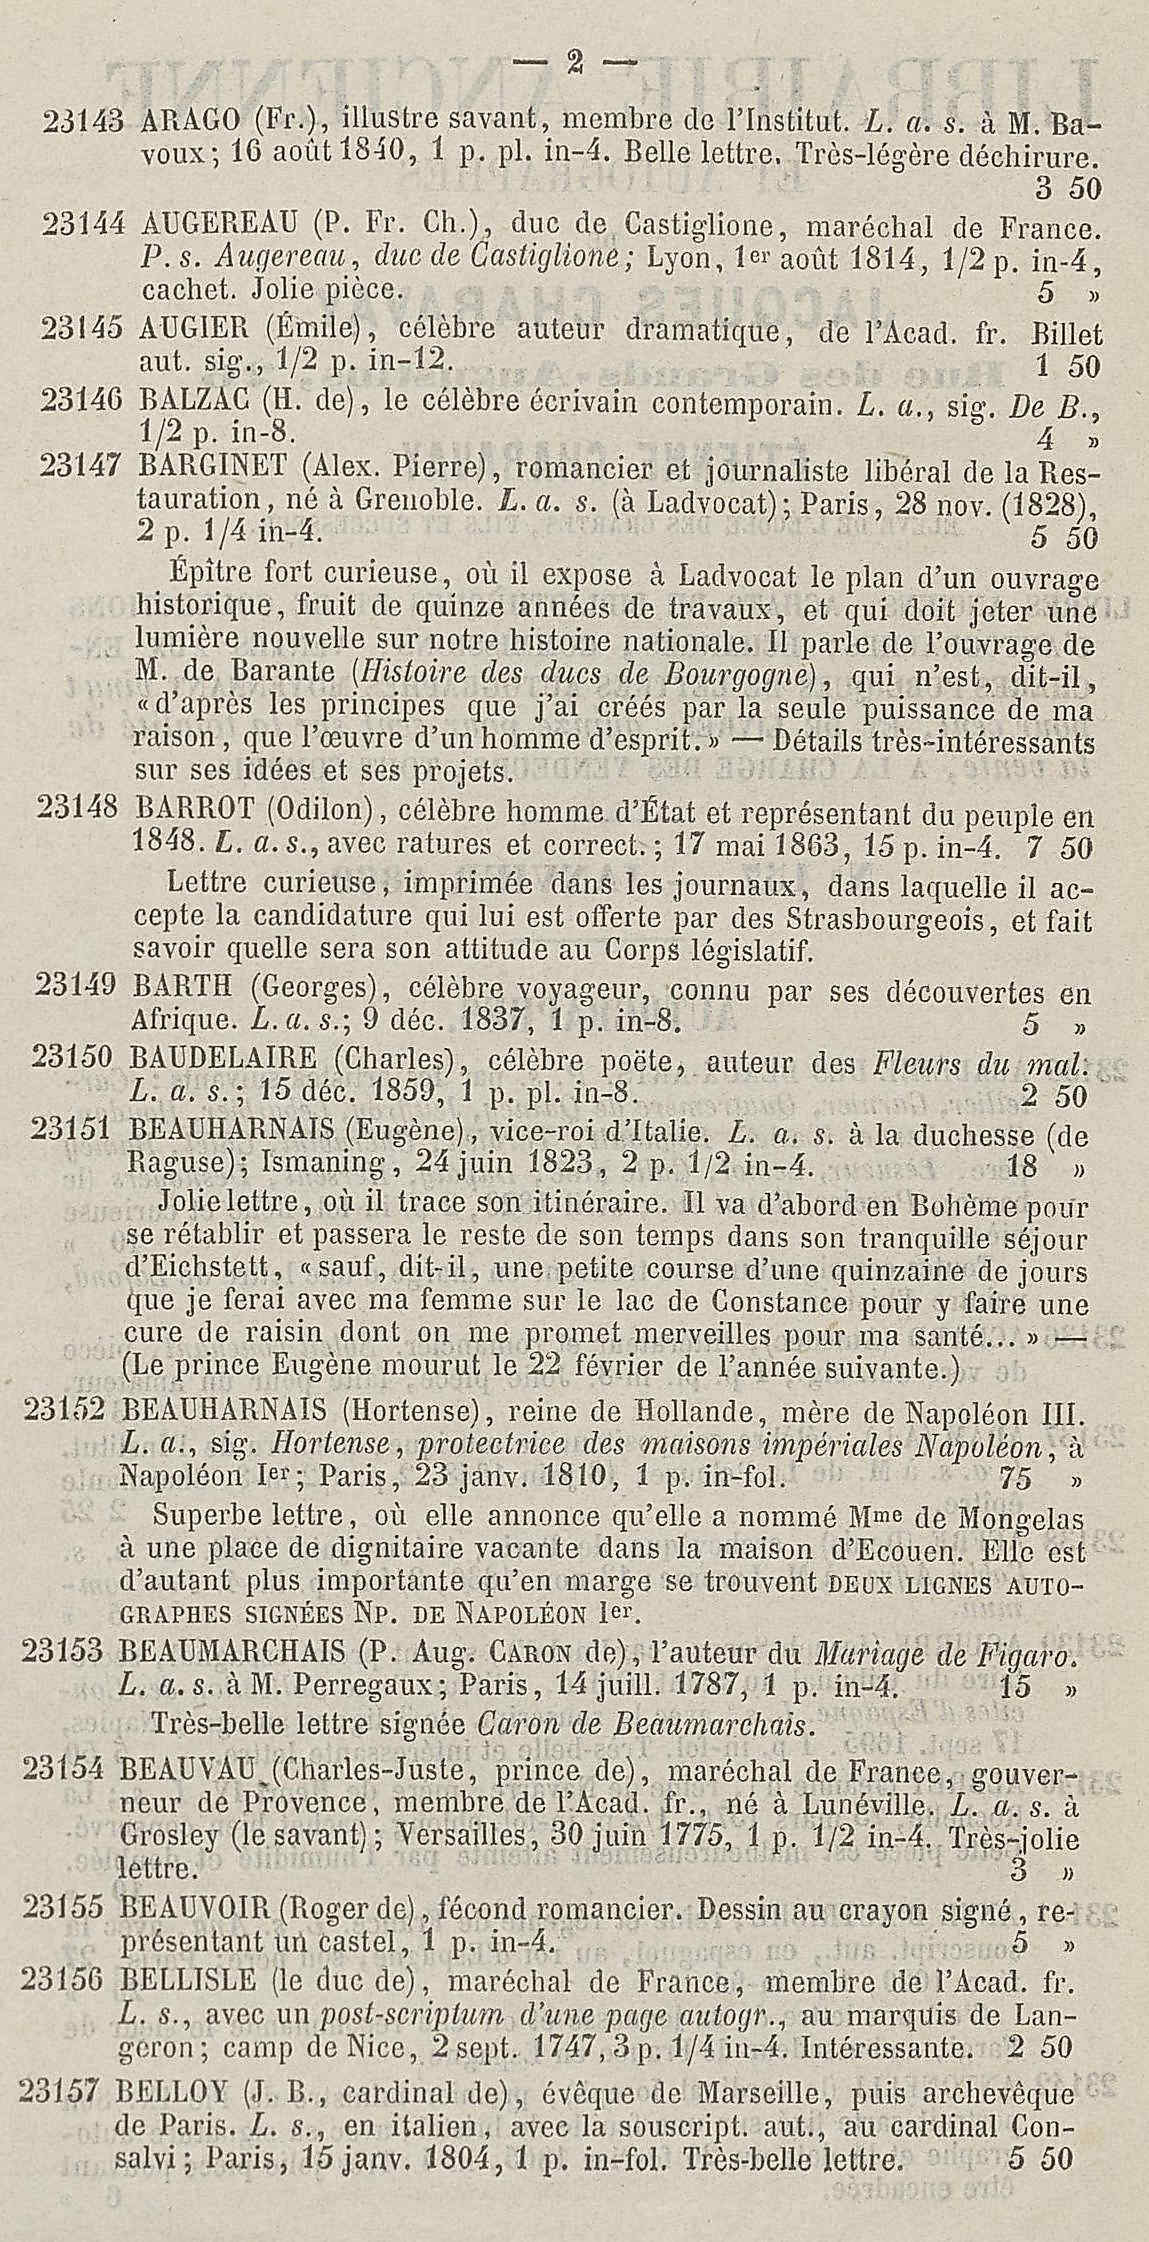 — 2 —
23143 ARAGO (Fr.), illustre savant, membre de l'Institut. L. a. s. à M. Ba-
voux; 16 août 1840, 1 p. pl. in-4. Belle lettre. Très-légère déchirure.
3 50
23144 AUGEREAU (P. Fr. Ch.), duc de Castiglione, maréchal de France.
P. s. Augereau, duc de Castiglione; Lyon, 1er août 1814, 1/2 p. in-4,
cachet. Jolie pièce. 5 »
23145 AUGIER (Émile), célèbre auteur dramatique, de l'Acad. fr. Billet
aut. sig., 1/2 p. in-12. 1 50
23146 BALZAC (H. de), le célèbre écrivain contemporain. L. a., sig. De B.,
1/2 p. in-8. 4 »
23147 BARGINET (Alex. Pierre), romancier et journaliste libéral de la Res-
tauration, né à Grenoble. L. a. s. (à Ladvocat); Paris, 28 nov. (1828),
2 p. 1/4 in-4. 5 50
Épître fort curieuse, où il expose à Ladvocat le plan d'un ouvrage
historique, fruit de quinze années de travaux, et qui doit jeter une
lumière nouvelle sur notre histoire nationale. Il parle de l'ouvrage de
M. de Barante (Histoire des ducs de Bourgogne), qui n'est, dit-il,
«d'après les principes que j'ai créés par la seule puissance de ma
raison, que l'œuvre d'un homme d'esprit.» — Détails très-intéressants
sur ses idées et ses projets.
23148 BARROT (Odilon), célèbre homme d'État et représentant du peuple en
1848. L. a. s., avec ratures et correct.; 17 mai 1863, 15 p. in-4. 7 50
Lettre curieuse, imprimée dans les journaux, dans laquelle il ac-
cepte la candidature qui lui est offerte par des Strasbourgeois, et fait
savoir quelle sera son attitude au Corps législatif.
23149 BARTH (Georges), célèbre voyageur, connu par ses découvertes en
Afrique. L. a. s.; 9 déc. 1837, 1 p. in-8. 5 »
23150 BAUDELAIRE (Charles), célèbre poëte, auteur des Fleurs du mal.
L. a. s.; 15 déc. 1859, 1 p. pl. in-8. 2 50
23151 BEAUHARNAIS (Eugène), vice-roi d'Italie. L. a. s. à la duchesse (de
Raguse); Ismaning, 24 juin 1823, 2 p. 1/2 in-4. 18 »
Jolie lettre, où il trace son itinéraire. Il va d'abord en Bohème pour
se rétablir et passera le reste de son temps dans son tranquille séjour
d'Eichstett, «sauf, dit-il, une petite course d'une quinzaine de jours
que je ferai avec ma femme sur le lac de Constance pour y faire une
cure de raisin dont on me promet merveilles pour ma santé... » —
(Le prince Eugène mourut le 22 février de l'année suivante.)
23152 BEAUHARNAIS (Hortense), reine de Hollande, mère de Napoléon III.
L. a., sig. Hortense, protectrice des maisons impériales Napoléon, à
Napoléon Ier; Paris, 23 janv. 1810, 1 p. in-fol. 75 »
Superbe lettre, où elle annonce qu'elle a nommé Mme de Mongelas
à une place de dignitaire vacante dans la maison d'Ecouen. Elle est
d'autant plus importante qu'en marge se trouvent DEUX LIGNES AUTO-
GRAPHES SIGNÉES NP. DE NAPOLÉON Ier.
23153 BEAUMARCHAIS (P. Aug. CARON de), l'auteur du Mariage de Figaro.
L. a. s. à M. Perregaux; Paris, 14 juill. 1787, 1 p. in-4. 15 »
Très-belle lettre signée Caron de Beaumarchais.
23154 BEAUVAU (Charles-Juste, prince de), maréchal de France, gouver-
neur de Provence, membre de l'Acad. fr., né à Lunéville. L. a. s. à
Grosley (le savant); Versailles, 30 juin 1775, 1 p. 1/2 in-4. Très-jolie
lettre. 3 »
23155 BEAUVOIR (Roger de), fécond romancier. Dessin au crayon signé, re-
présentant un castel, 1 p. in-4. 5 »
23156 BELLISLE (le duc de), maréchal de France, membre de l'Acad. fr.
L. s., avec un post-scriptum d'une page autogr., au marquis de Lan-
geron; camp de Nice, 2 sept. 1747, 3 p. 1/4 in-4. Intéressante. 2 50
23157 BELLOY (J. B., cardinal de), évêque de Marseille, puis archevêque
de Paris. L. s., en italien, avec la souscript. aut., au cardinal Con-
salvi; Paris, 15 janv. 1804, 1 p. in-fol. Très-belle lettre. 5 50